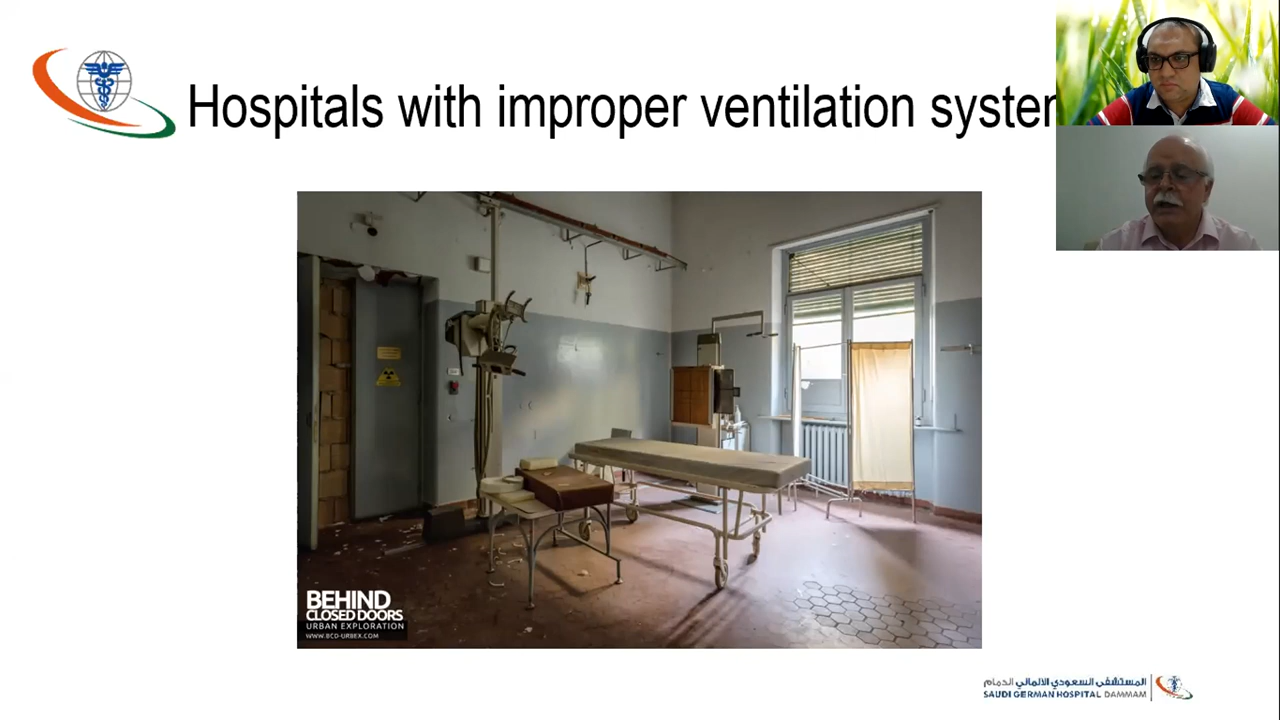 Hospitals with improper ventilation syster
BEHIND
CLOSED DOORS
URBAN EXPLORATION
WWW.BCD-URBEX.COM
المستشفى السعودي الألماني الدمام
SAUDI GERMAN HOSPITAL DAMMAM